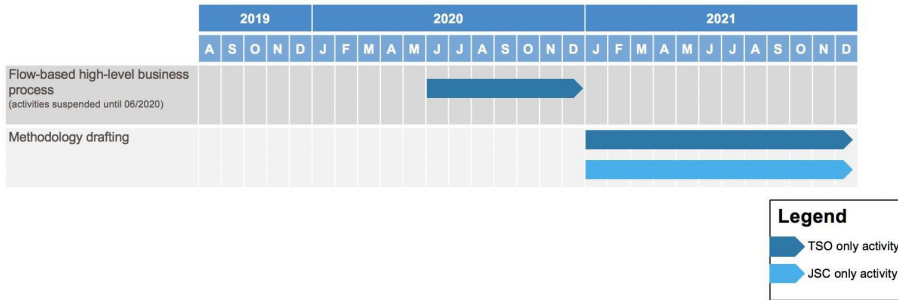 2019 2020 2021
A S O N D J F M A M J J A S O N D J F M A M J J A S O N D
Flow-based high-level business
process
(activities suspended until 06/2020)
Methodology drafting
Legend
TSO only activity
JSC only activity